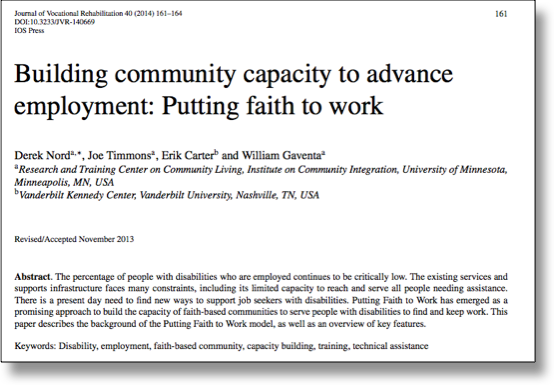 Journal of Vocational Rehabilitation 40 (2014) 161–164
161
DOI:10.3233/JVR-140669
IOS Press
Building community capacity to advance
employment: Putting faith to work
Derek Nordᵃ,*, Joe Timmonsᵃ, Erik Carterᵇ and William Gaventaᵃ
ᵃResearch and Training Center on Community Living, Institute on Community Integration, University of Minnesota,
Minneapolis, MN, USA
ᵇVanderbilt Kennedy Center, Vanderbilt University, Nashville, TN, USA
Revised/Accepted November 2013
Abstract. The percentage of people with disabilities who are employed continues to be critically low. The existing services and
supports infrastructure faces many constraints, including its limited capacity to reach and serve all people needing assistance.
There is a present day need to find new ways to support job seekers with disabilities. Putting Faith to Work has emerged as a
promising approach to build the capacity of faith-based communities to serve people with disabilities to find and keep work. This
paper describes the background of the Putting Faith to Work model, as well as an overview of key features.
Keywords: Disability, employment, faith-based community, capacity building, training, technical assistance